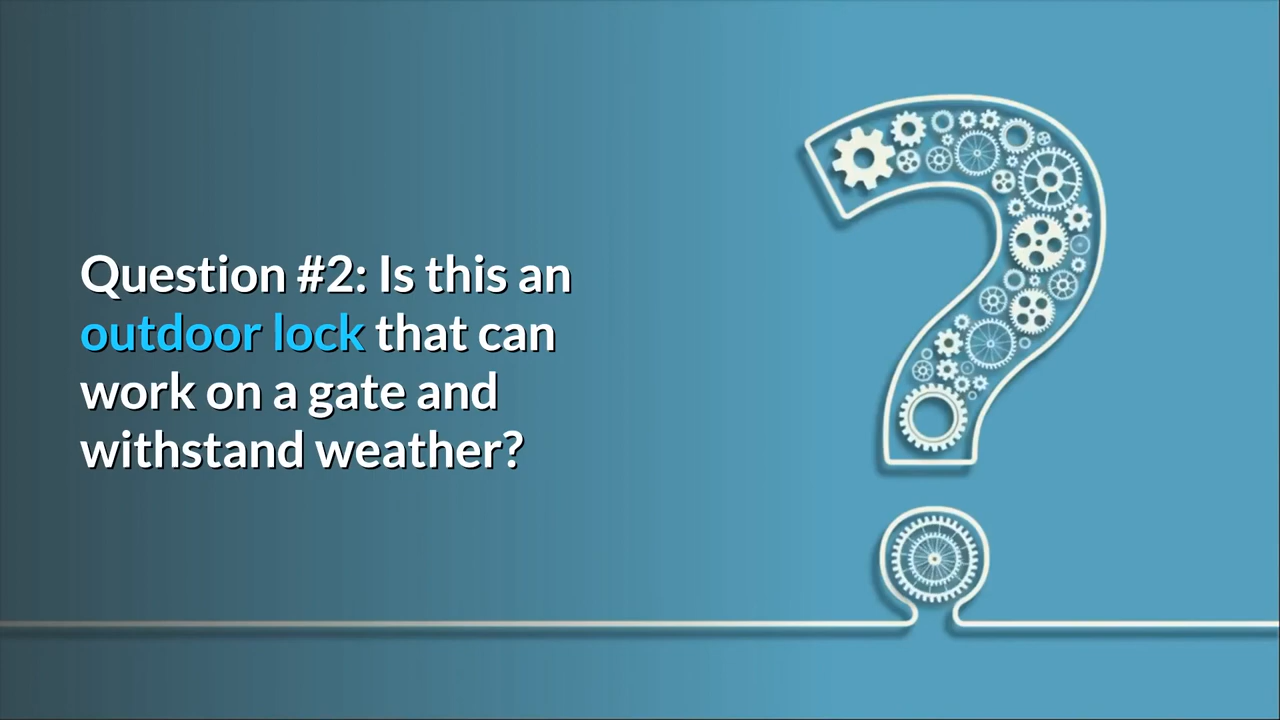 Question #2: Is this an
outdoor lock that can
work on a gate and
withstand weather?